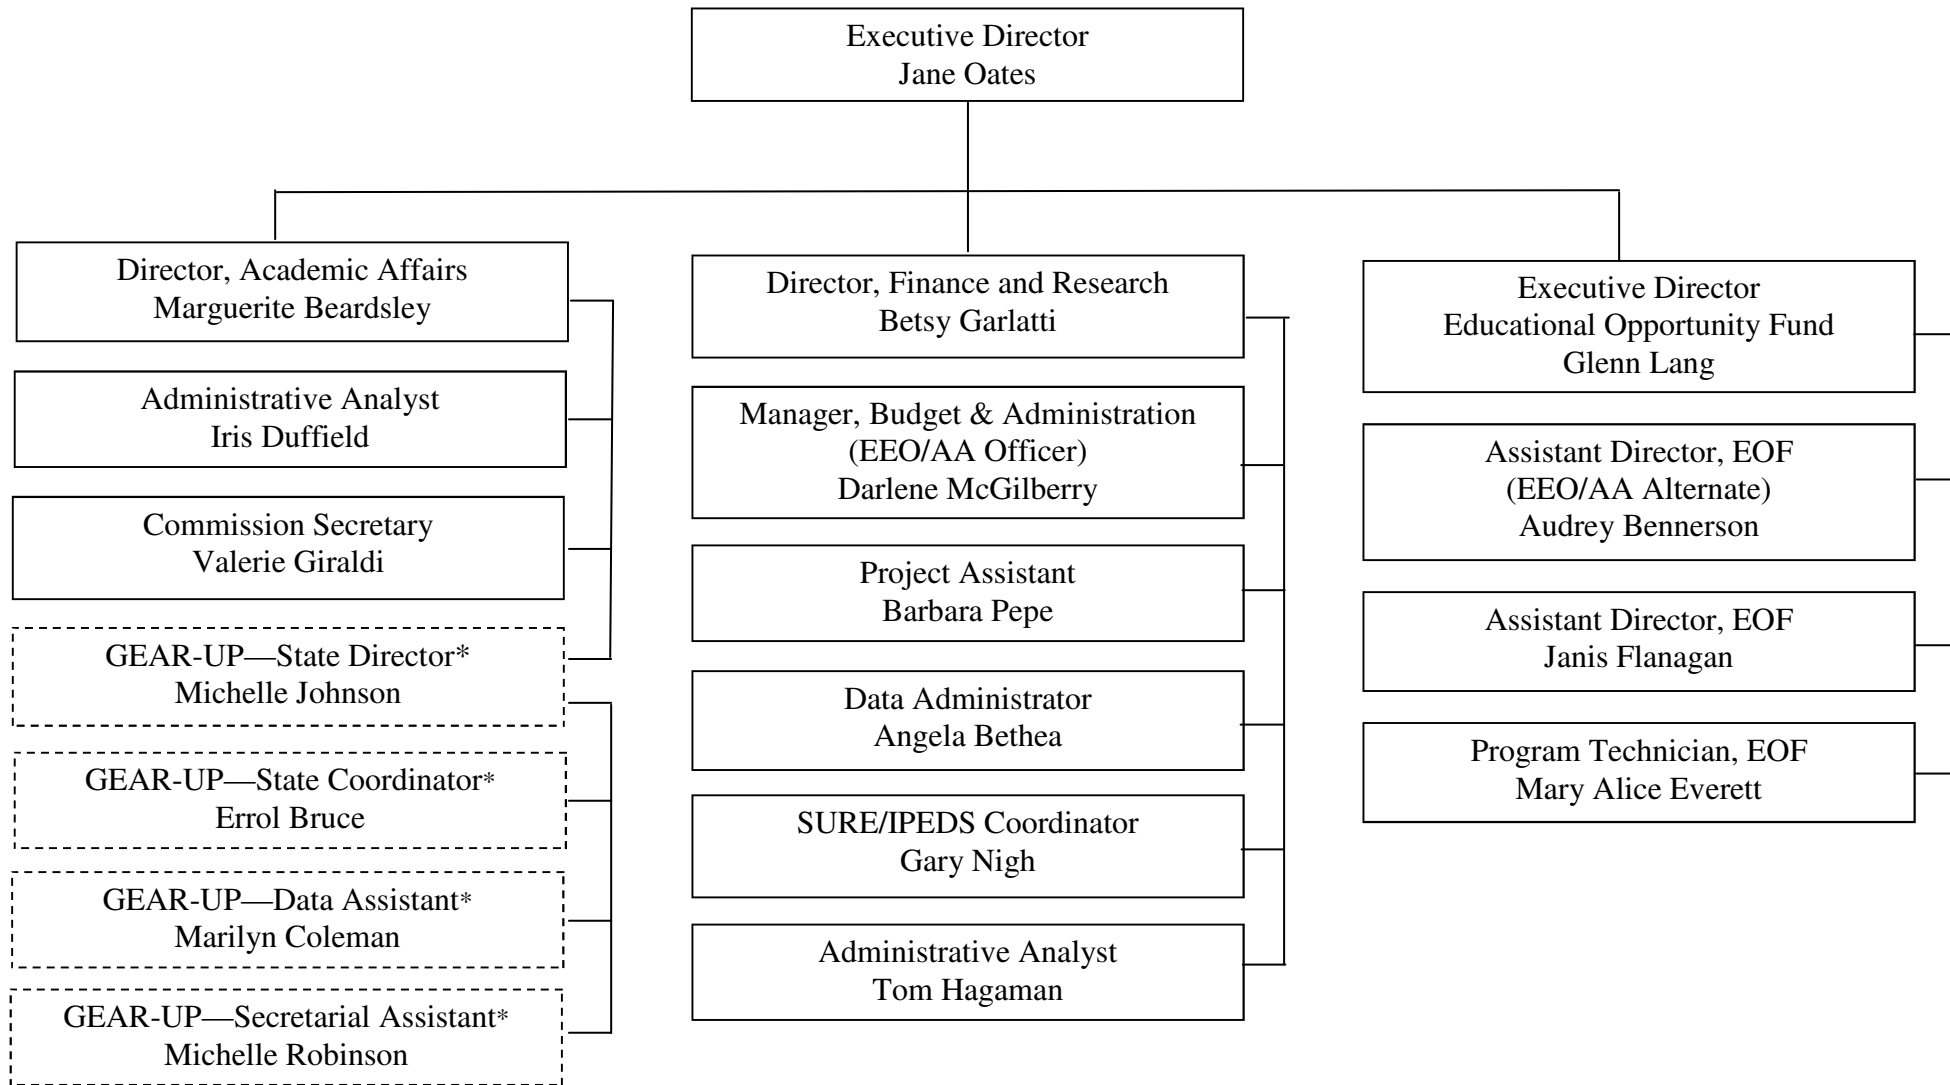 Executive Director
Jane Oates
Director, Academic Affairs
Marguerite Beardsley
Administrative Analyst
Iris Duffield
Commission Secretary
Valerie Giraldi
GEAR-UP—State Director*
Michelle Johnson
GEAR-UP—State Coordinator*
Errol Bruce
GEAR-UP—Data Assistant*
Marilyn Coleman
GEAR-UP—Secretarial Assistant*
Michelle Robinson
Director, Finance and Research
Betsy Garlatti
Manager, Budget & Administration
(EEO/AA Officer)
Darlene McGilberry
Project Assistant
Barbara Pepe
Data Administrator
Angela Bethea
SURE/IPEDS Coordinator
Gary Nigh
Administrative Analyst
Tom Hagaman
Executive Director
Educational Opportunity Fund
Glenn Lang
Assistant Director, EOF
(EEO/AA Alternate)
Audrey Bennerson
Assistant Director, EOF
Janis Flanagan
Program Technician, EOF
Mary Alice Everett